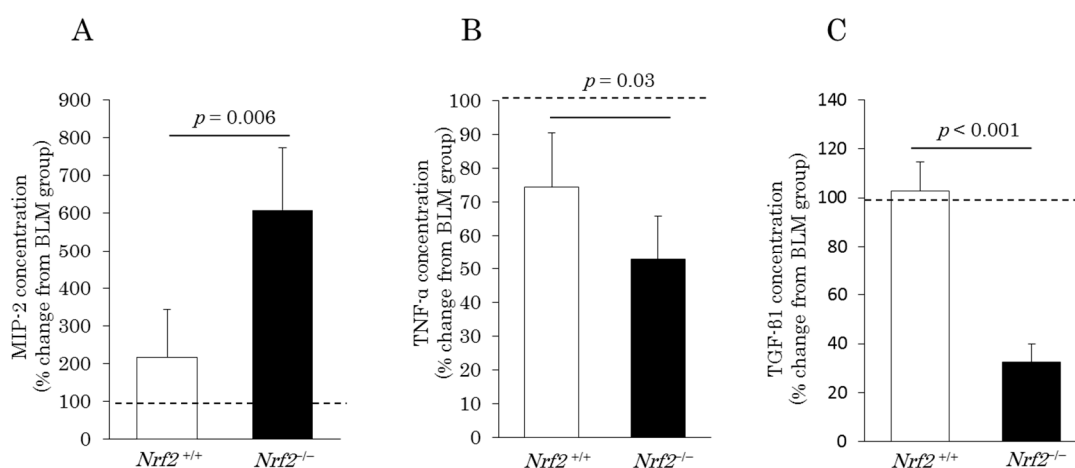 A
MIP-2 concentration
(% change from BLM group)
900
800
700
600
500
400
300
200
100
0
p = 0.006
Nrf2 +/+
Nrf2 −/−
B
TNF-α concentration
(% change from BLM group)
100
90
80
70
60
50
40
30
20
10
0
p = 0.03
Nrf2 +/+
Nrf2 −/−
C
TGF-β1 concentration
(% change from BLM group)
140
120
100
80
60
40
20
0
p < 0.001
Nrf2 +/+
Nrf2 −/−